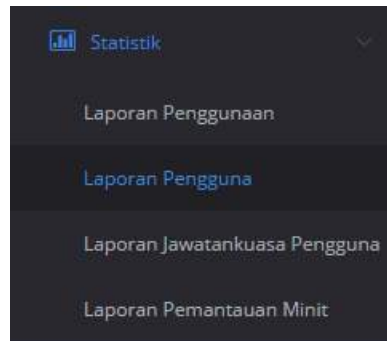 Statistik
Laporan Penggunaan
Laporan Pengguna
Laporan Jawatankuasa Pengguna
Laporan Pemantauan Minit